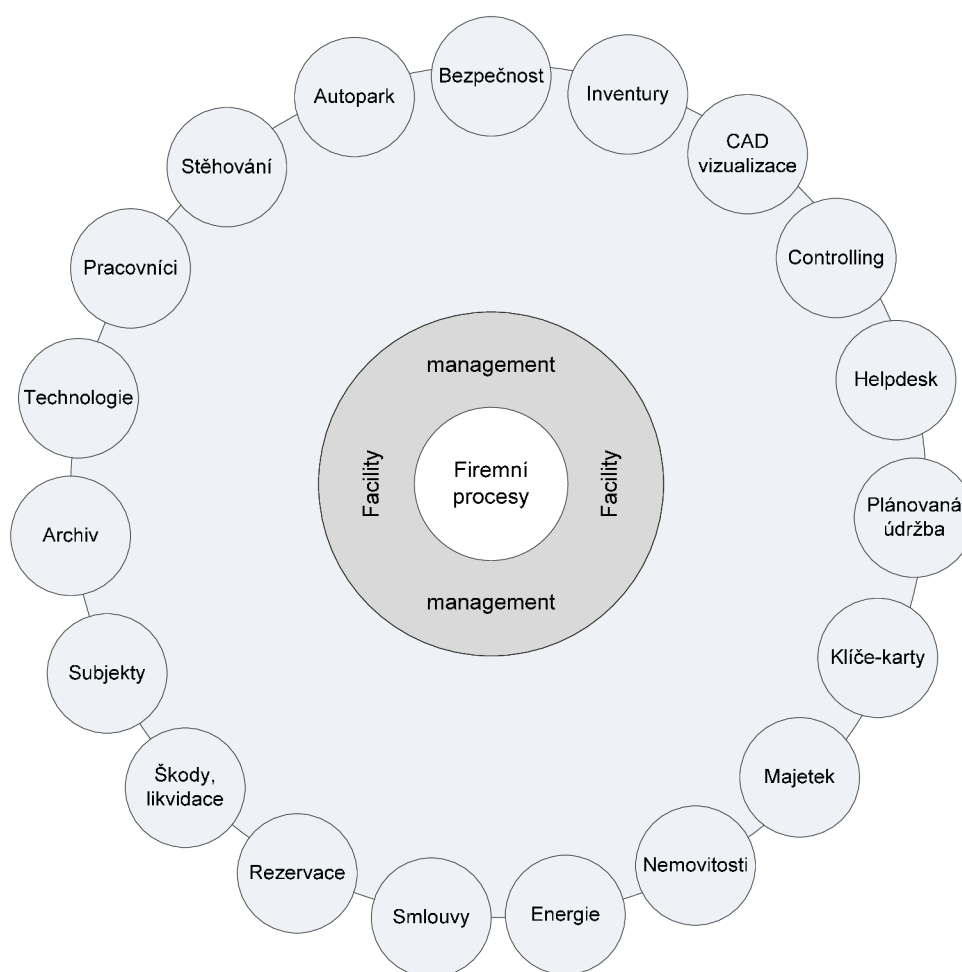 Bezpečnost
Inventury
CAD
vizualizace
Controlling
Helpdesk
Plánovaná
údržba
Klíče-karty
Majetek
Nemovitosti
Energie
Smlouvy
Rezervace
Škody,
likvidace
Subjekty
Archiv
Technologie
Pracovníci
Stěhování
Autopark
management
Facility
Firemní
procesy
Facility
management